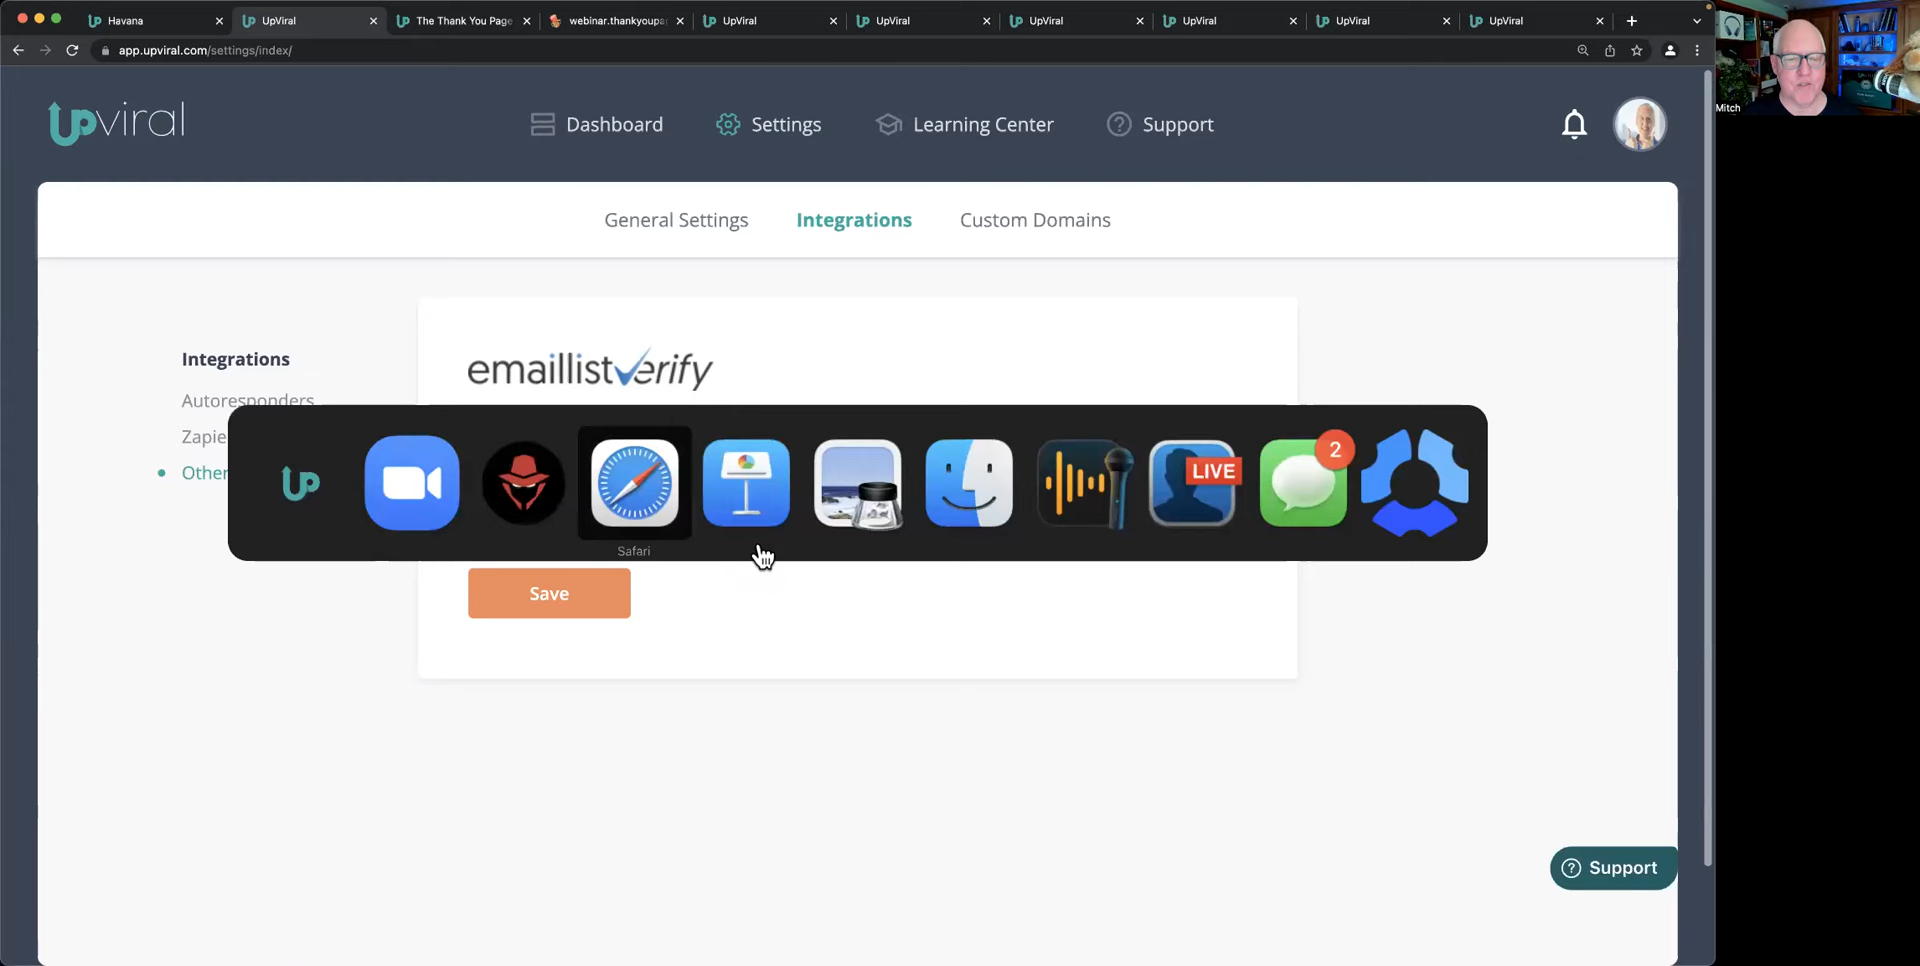 Havana
UpViral
The Thank You Page
webinar.thankyoupa
UpViral
UpViral
UpViral
UpViral
UpViral
UpViral
app.upviral.com/settings/index/
Mitch
upviral
Dashboard
Settings
Learning Center
Support
General Settings
Integrations
Custom Domains
Integrations
emaillistverify
Autoresponders
Zapie
Other
UP
LIVE
2
Safari
Save
Support